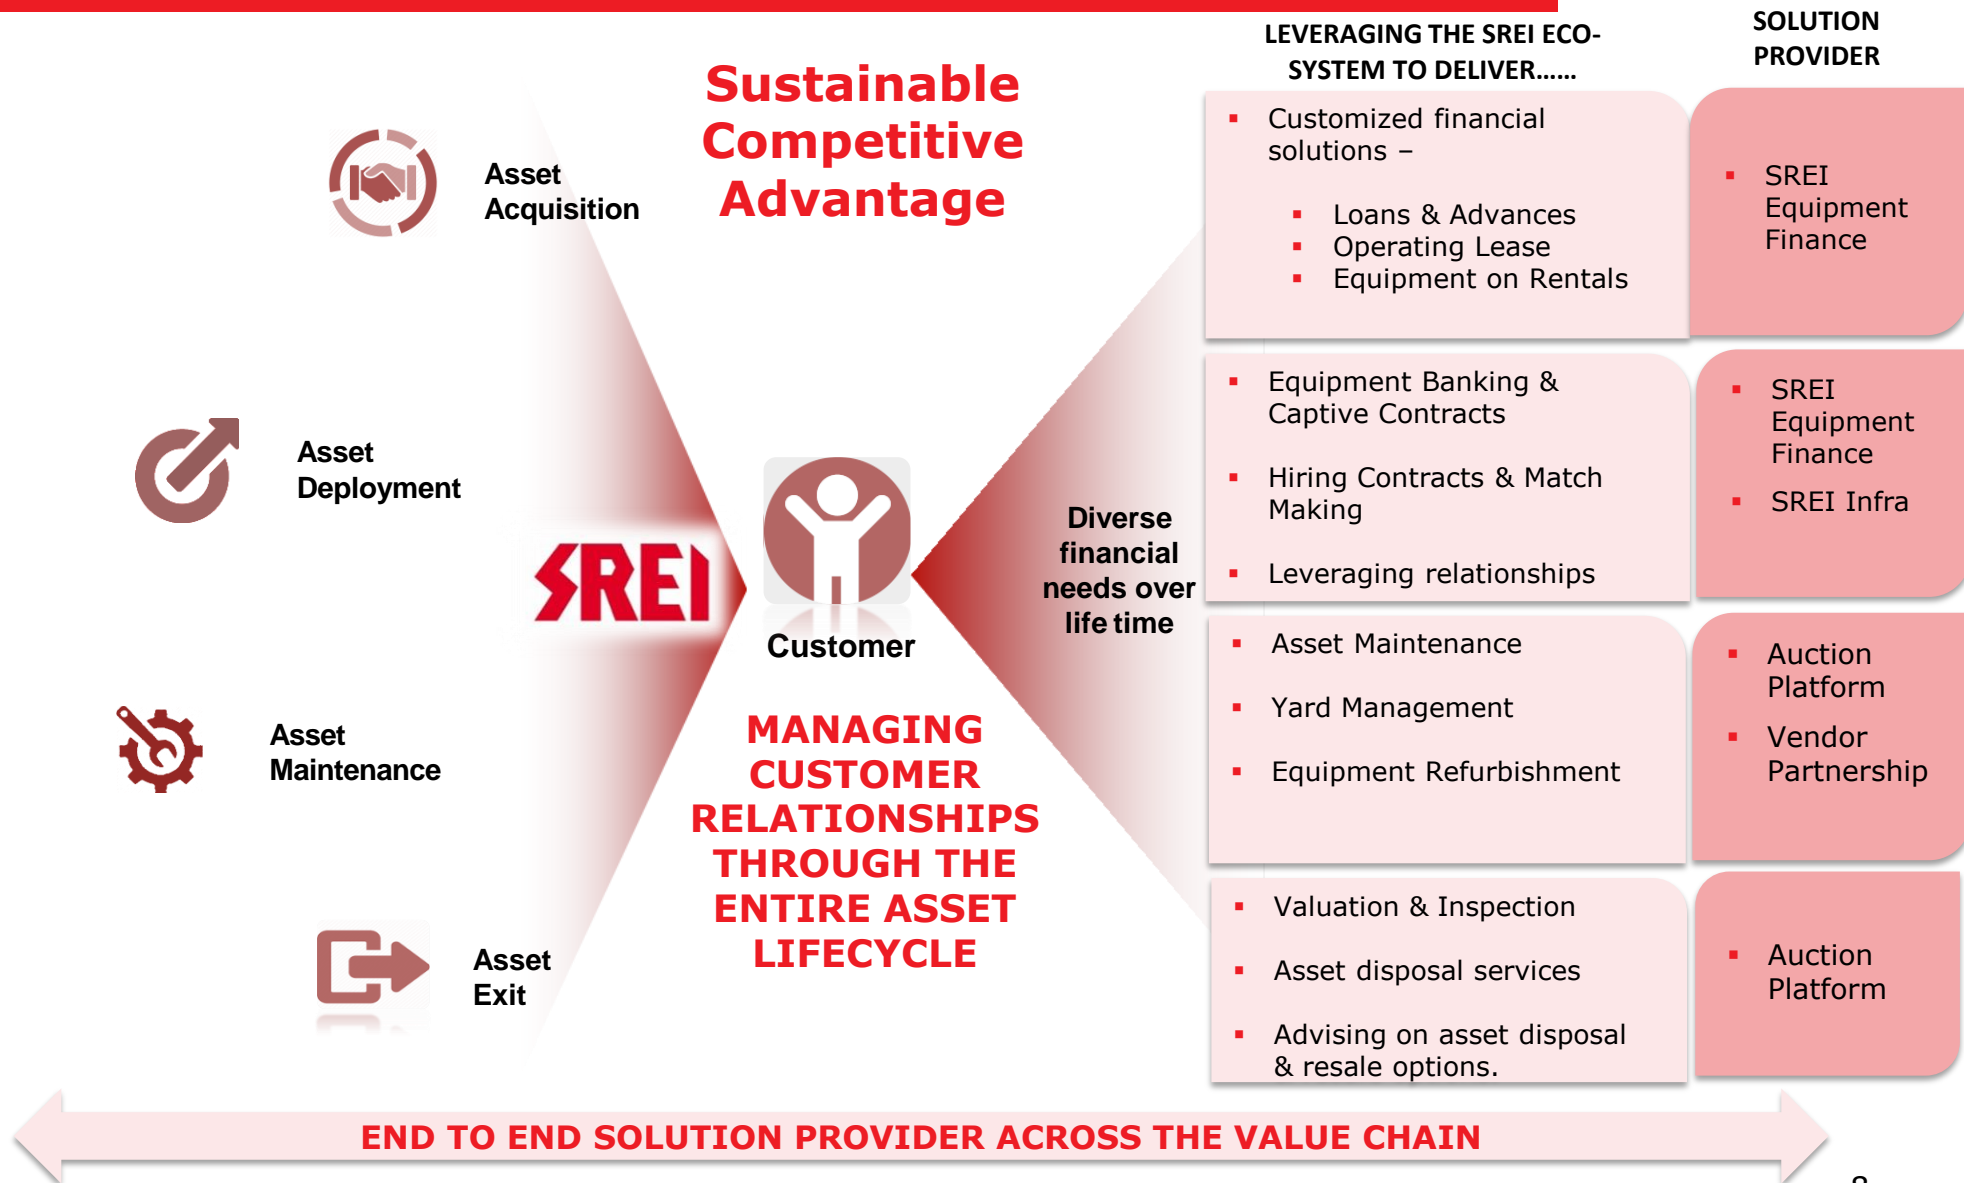 LEVERAGING THE SREI ECO-
SYSTEM TO DELIVER……
SOLUTION
PROVIDER
Sustainable
Competitive
Advantage
Asset
Acquisition
Asset
Deployment
Asset
Maintenance
Asset
Exit
SREI
Customer
MANAGING
CUSTOMER
RELATIONSHIPS
THROUGH THE
ENTIRE ASSET
LIFECYCLE
Diverse
financial
needs over
life time
▪ Customized financial
solutions –
▪ Loans & Advances
▪ Operating Lease
▪ Equipment on Rentals
▪ SREI
Equipment
Finance
▪ Equipment Banking &
Captive Contracts
▪ Hiring Contracts & Match
Making
▪ Leveraging relationships
▪ SREI
Equipment
Finance
▪ SREI Infra
▪ Asset Maintenance
▪ Yard Management
▪ Equipment Refurbishment
▪ Auction
Platform
▪ Vendor
Partnership
▪ Valuation & Inspection
▪ Asset disposal services
▪ Advising on asset disposal
& resale options.
▪ Auction
Platform
END TO END SOLUTION PROVIDER ACROSS THE VALUE CHAIN